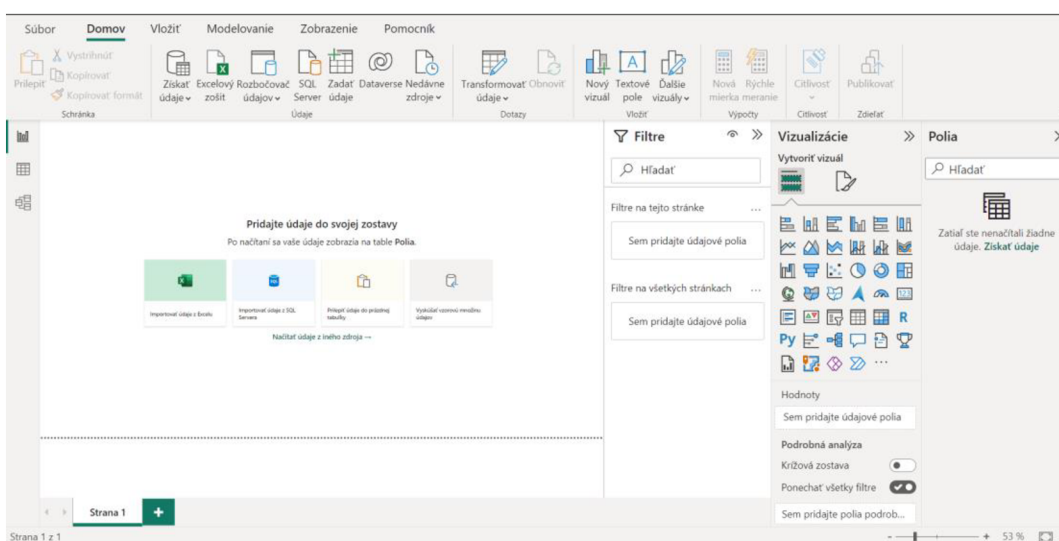 Súbor Domov Vložiť Modelovanie Zobrazenie Pomocník
Prilepiť
Vystrihnúť
Kopírovať
Kopírovať formát
Schránka
Získať údaje
Excelový zošit
Rozbočovač údajov
SQL Server
Zadať údaje
Dataverse
Nedávne zdroje
Údaje
Transformovať údaje
Obnoviť
Dotazy
Nový vizuál
Textové pole
Ďalšie vizuály
Vložiť
Nová mierka
Rýchle meranie
Výpočty
Citlivosť
Citlivosť
Publikovať
Zdieľať
Pridajte údaje do svojej zostavy
Po načítaní sa vaše údaje zobrazia na table Polia.
Importovať údaje z Excelu
Importovať údaje z SQL Servera
Prilepiť údaje do prázdnej tabuľky
Vyskúšať vzorovú množinu údajov
Načítať údaje z iného zdroja →
Filtre
Hľadať
Filtre na tejto stránke ...
Sem pridajte údajové polia
Filtre na všetkých stránkach ...
Sem pridajte údajové polia
Vizualizácie
Vytvoriť vizuál
123
R
Py
...
Hodnoty
Sem pridajte údajové polia
Podrobná analýza
Krížová zostava
Ponechať všetky filtre
Sem pridajte polia podrob...
Polia
Hľadať
Zatiaľ ste nenačítali žiadne
údaje. Získať údaje
Strana 1
Strana 1 z 1
53 %